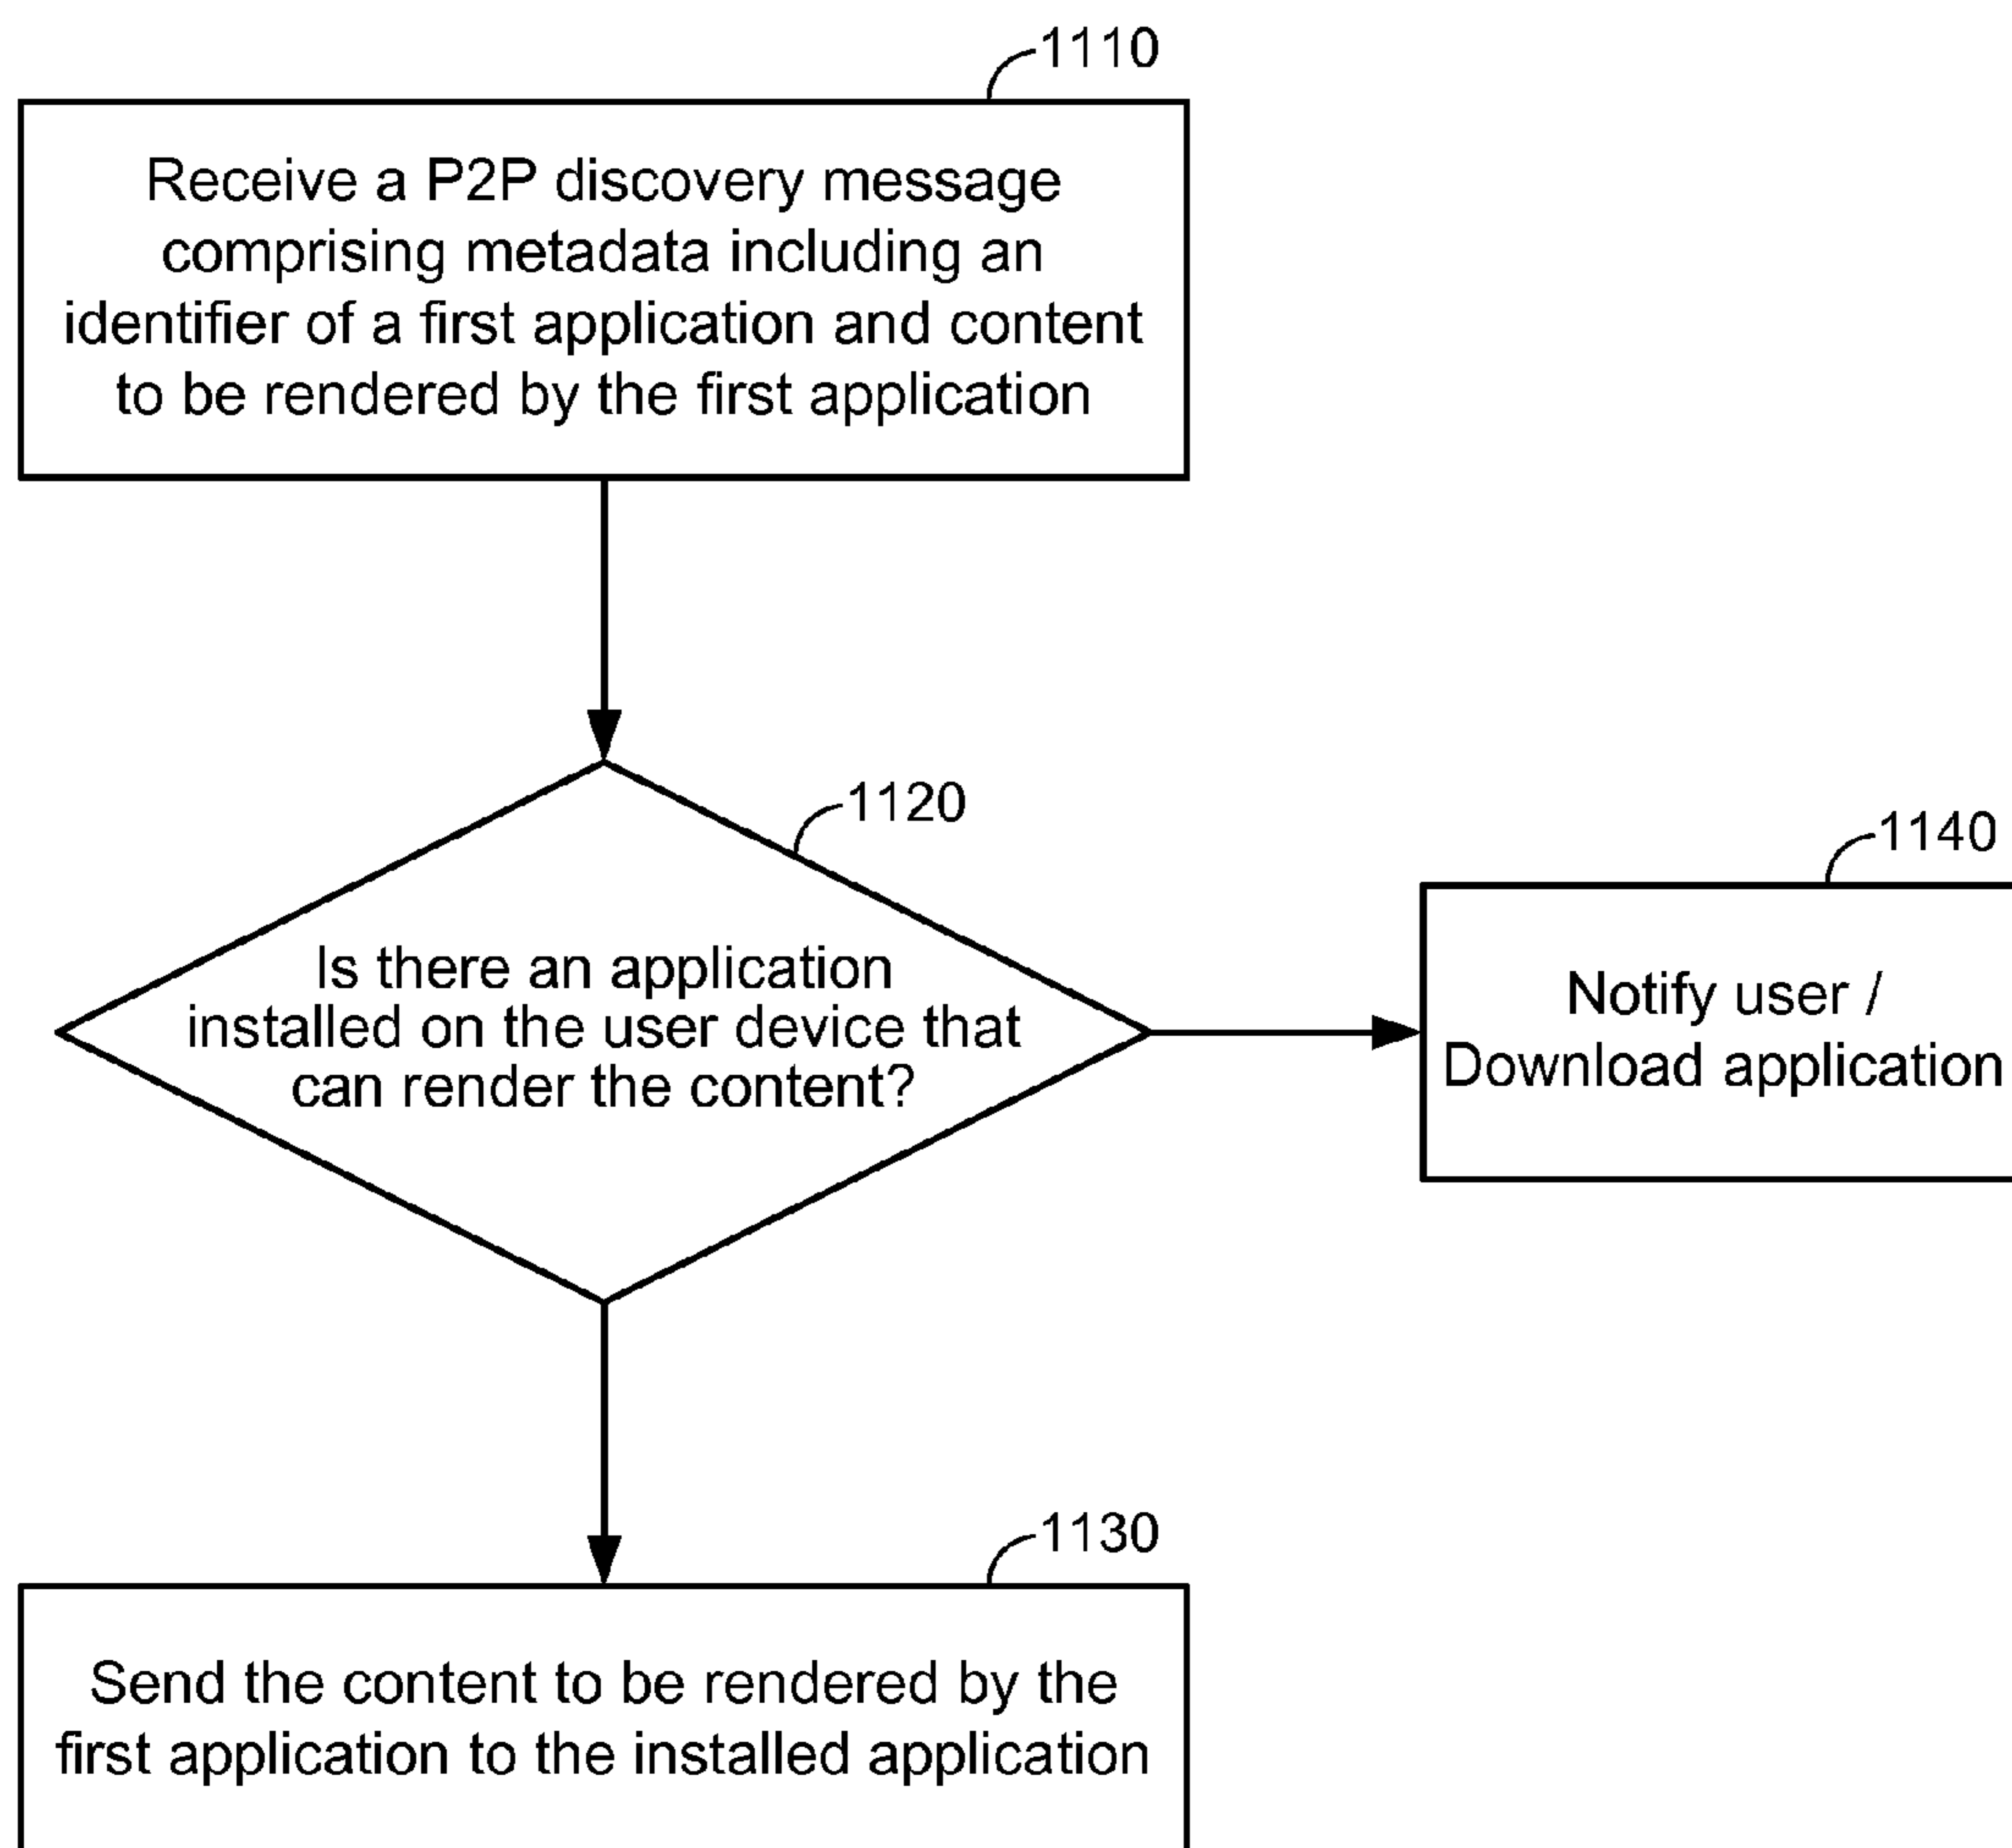 1110
Receive a P2P discovery message
comprising metadata including an
identifier of a first application and content
to be rendered by the first application
1120
Is there an application
installed on the user device that
can render the content?
1140
Notify user /
Download application
1130
Send the content to be rendered by the
first application to the installed application